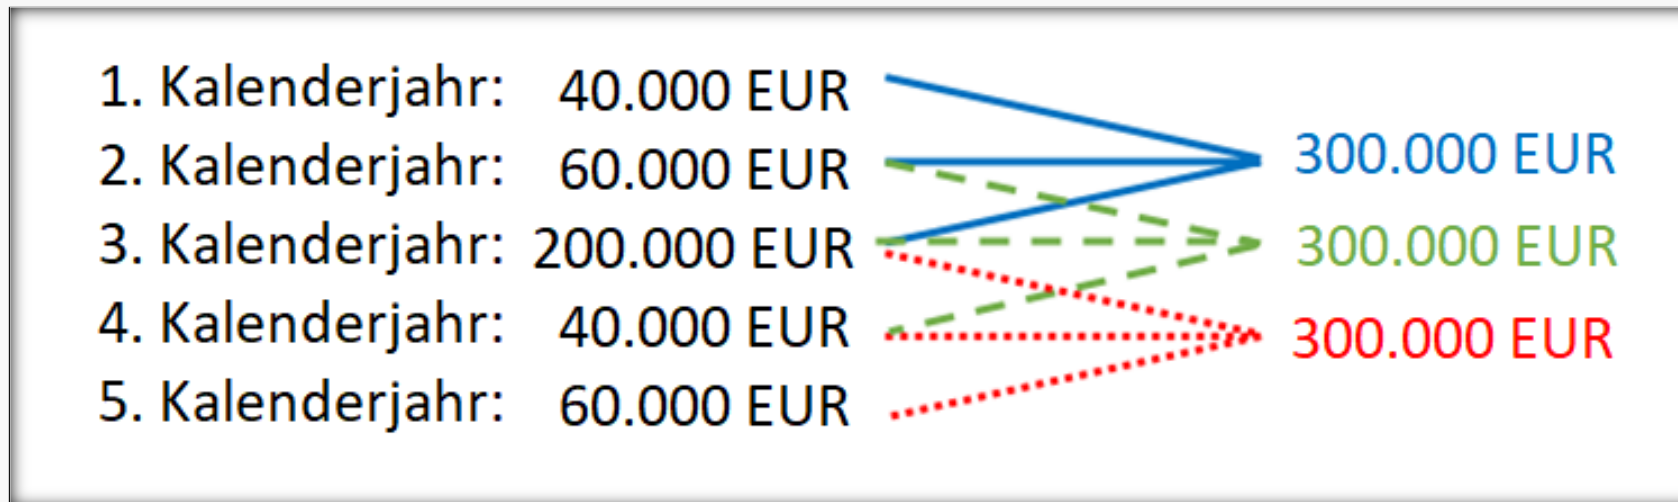 1. Kalenderjahr: 40.000 EUR
2. Kalenderjahr: 60.000 EUR
3. Kalenderjahr: 200.000 EUR
4. Kalenderjahr: 40.000 EUR
5. Kalenderjahr: 60.000 EUR
300.000 EUR
300.000 EUR
300.000 EUR